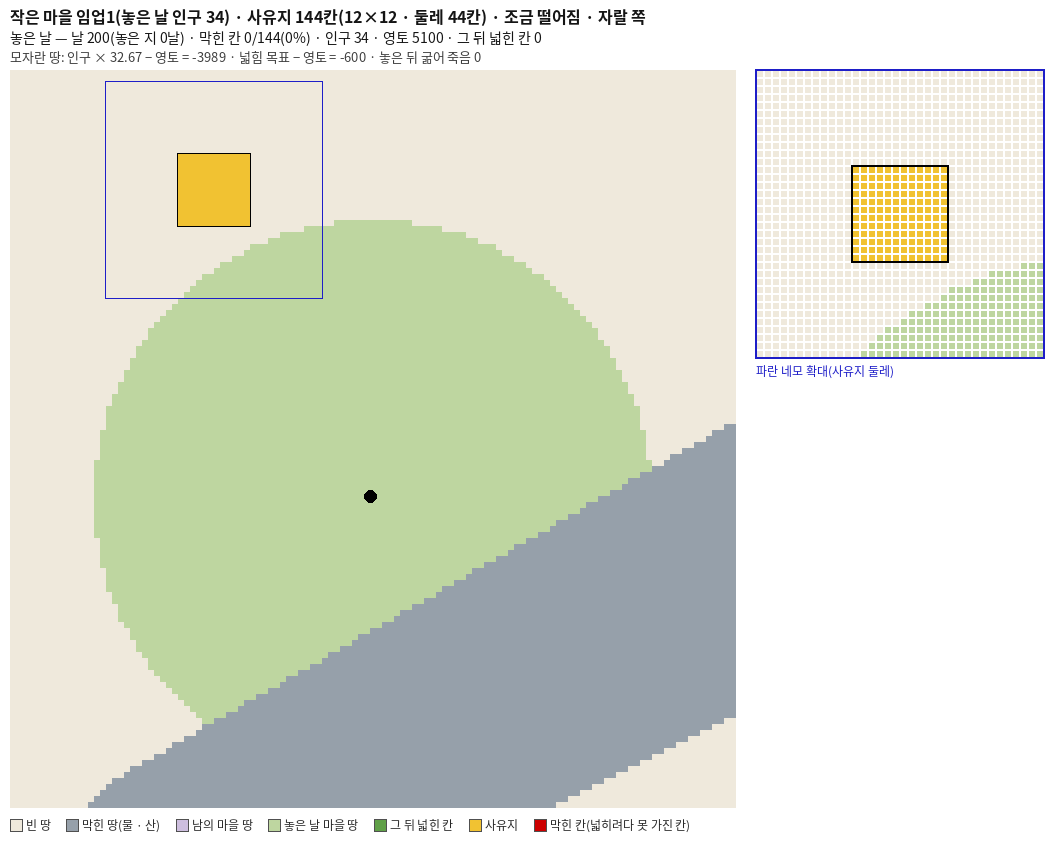 작은 마을 임업1(놓은 날 인구 34) · 사유지 144칸(12×12 · 둘레 44칸) · 조금 떨어짐 · 자랄 쪽
놓은 날 — 날 200(놓은 지 0날) · 막힌 칸 0/144(0%) · 인구 34 · 영토 5100 · 그 뒤 넓힌 칸 0
모자란 땅: 인구 × 32.67 − 영토 = -3989 · 넓힘 목표 − 영토 = -600 · 놓은 뒤 굶어 죽음 0
파란 네모 확대(사유지 둘레)
빈 땅 막힌 땅(물 · 산) 남의 마을 땅 놓은 날 마을 땅 그 뒤 넓힌 칸 사유지 막힌 칸(넓히려다 못 가진 칸)